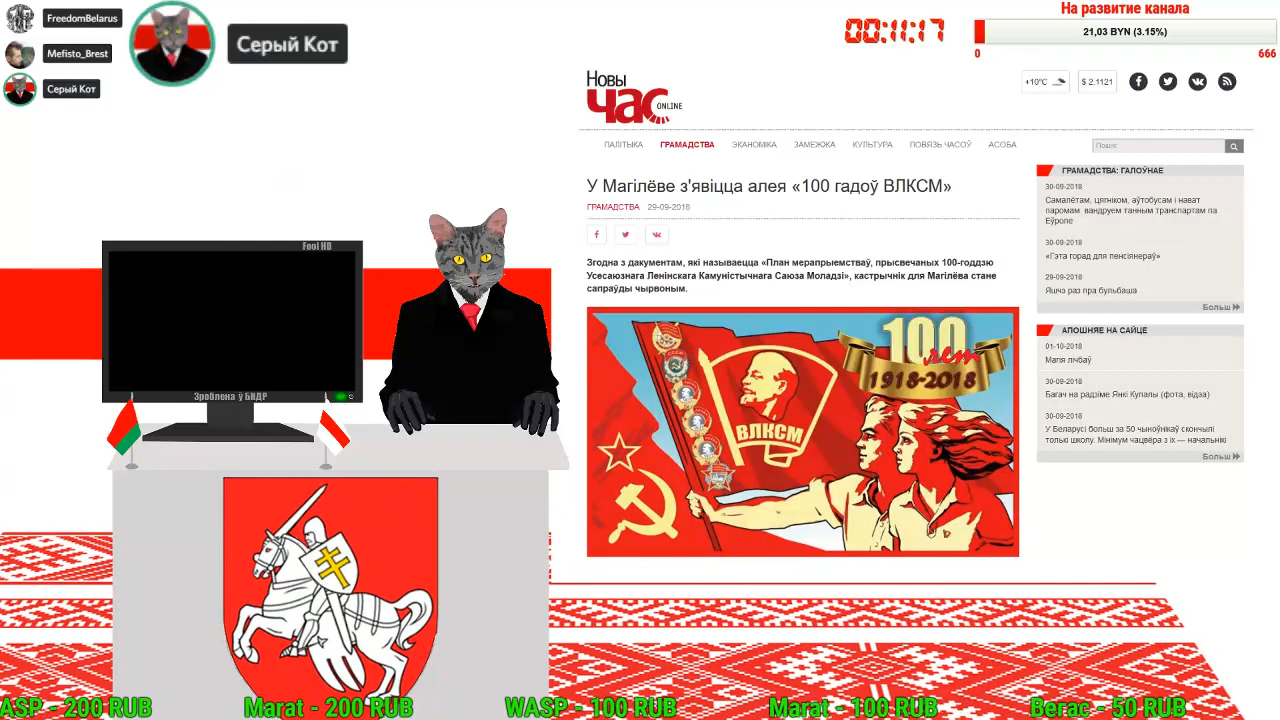 FreedomBelarus
Mefisto_Brest
Серый Кот
Серый Кот
00:11:17
На развитие канала
21,03 BYN (3.15%)
0
666
Новы
Час
ONLINE
+10°C
$ 2.1121
ПАЛІТЫКА ГРАМАДСТВА ЭКАНОМІКА ЗАМЕЖЖА КУЛЬТУРА ПОВЯЗЬ ЧАСОЎ АСОБА
Пошук
У Магілёве з'явіцца алея «100 гадоў ВЛКСМ»
ГРАМАДСТВА 29-09-2018
Згодна з дакументам, які называецца «План мерапрыемстваў, прысвечаных 100-годдзю
Усесаюзнага Ленінскага Камуністычнага Саюза Моладзі», кастрычнік для Магілёва стане
сапраўды чырвоным.
100
лет
1918-2018
ВЛКСМ
ГРАМАДСТВА: ГАЛОЎНАЕ
30-09-2018
Самалётам, цягніком, аўтобусам і нават
паромам вандруем танным транспартам па
Еўропе
30-09-2018
«Гэта горад для пенсіянераў»
29-09-2018
Яшчэ раз пра бульбаша
Больш
АПОШНЯЕ НА САЙЦЕ
01-10-2018
Магія лічбаў
30-09-2018
Багач на радзіме Янкі Купалы (фота, відэа)
30-09-2018
У Беларусі больш за 50 чыноўнікаў скончылі
толькі школу. Мінімум чацвёра з іх — начальнікі
Больш
Fool HD
Зроблена ў БНДР
ASP - 200 RUB
Marat - 200 RUB
WASP - 100 RUB
Marat - 100 RUB
Велас - 50 RUB